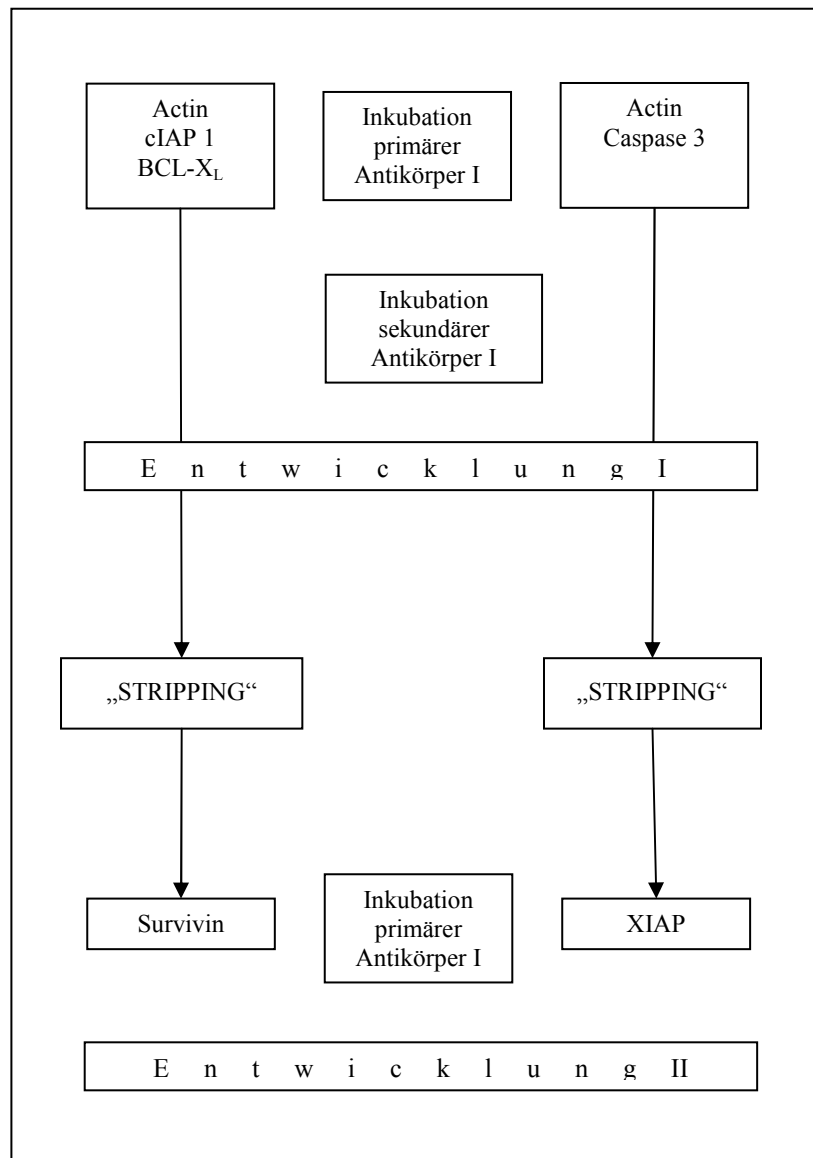 Actin
cIAP 1
BCL-X_L
Inkubation
primärer
Antikörper I
Actin
Caspase 3
Inkubation
sekundärer
Antikörper I
E n t w i c k l u n g I
„STRIPPING“
„STRIPPING“
Survivin
Inkubation
primärer
Antikörper I
XIAP
E n t w i c k l u n g II